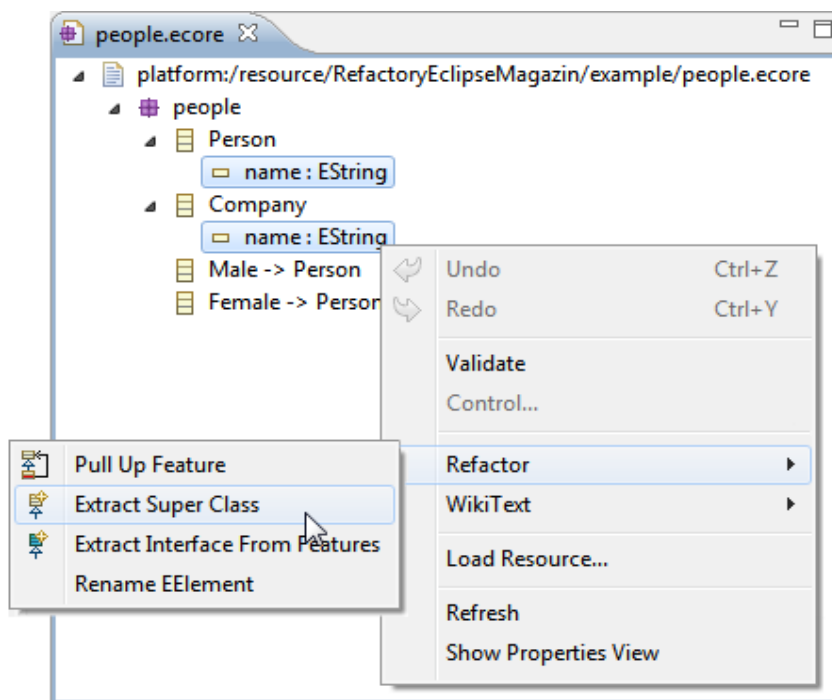 people.ecore
platform:/resource/RefactoryEclipseMagazin/example/people.ecore
people
Person
name : EString
Company
name : EString
Male -> Person
Female -> Person
Undo Ctrl+Z
Redo Ctrl+Y
Validate
Control...
Refactor
WikiText
Load Resource...
Refresh
Show Properties View
Pull Up Feature
Extract Super Class
Extract Interface From Features
Rename EElement